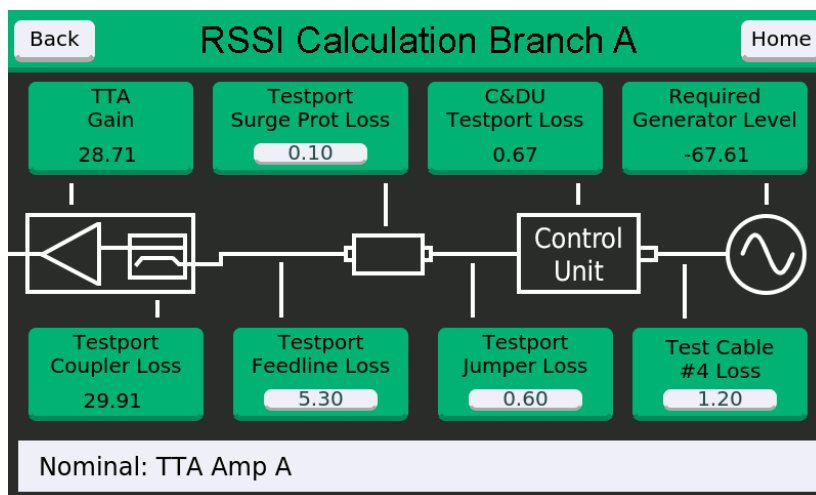 Back
RSSI Calculation Branch A
Home
TTA
Gain
28.71
Testport
Surge Prot Loss
0.10
C&DU
Testport Loss
0.67
Required
Generator Level
-67.61
Control
Unit
Testport
Coupler Loss
29.91
Testport
Feedline Loss
5.30
Testport
Jumper Loss
0.60
Test Cable
#4 Loss
1.20
Nominal: TTA Amp A